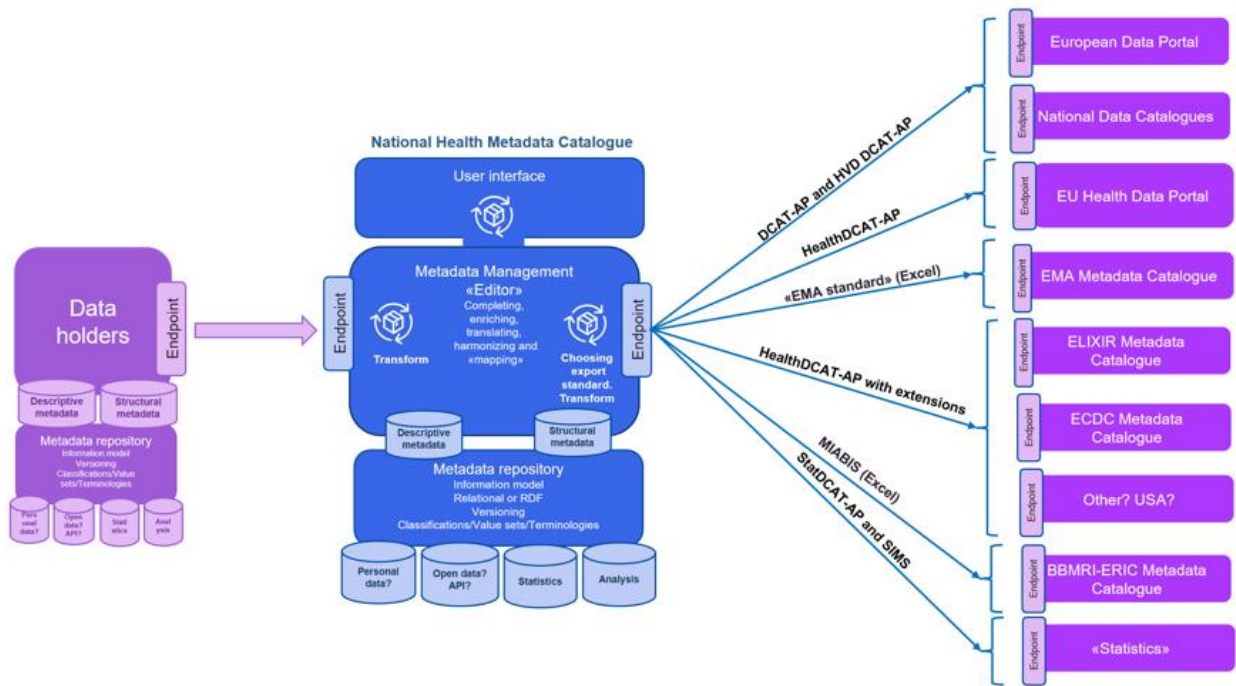 Data
holders
Endpoint
Descriptive
metadata
Structural
metadata
Metadata repository
Information model
Versioning
Classifications/Value
sets/Terminologies
Pers
onal
data?
Open
data?
API?
Stati
stics
Anal
ysis
National Health Metadata Catalogue
User interface
Endpoint
Metadata Management
«Editor»
Completing,
enriching,
translating,
harmonizing and
«mapping»
Transform
Choosing
export
standard.
Transform
Endpoint
Descriptive
metadata
Structural
metadata
Metadata repository
Information model
Relational or RDF
Versioning
Classifications/Value sets/Terminologies
Personal
data?
Open data?
API?
Statistics
Analysis
DCAT-AP and HVD DCAT-AP
HealthDCAT-AP
«EMA standard» (Excel)
HealthDCAT-AP with extensions
MIABIS (Excel)
StatDCAT-AP and SIMS
Endpoint
European Data Portal
Endpoint
National Data Catalogues
Endpoint
EU Health Data Portal
Endpoint
EMA Metadata Catalogue
Endpoint
ELIXIR Metadata
Catalogue
Endpoint
ECDC Metadata
Catalogue
Endpoint
Other? USA?
Endpoint
BBMRI-ERIC Metadata
Catalogue
Endpoint
«Statistics»